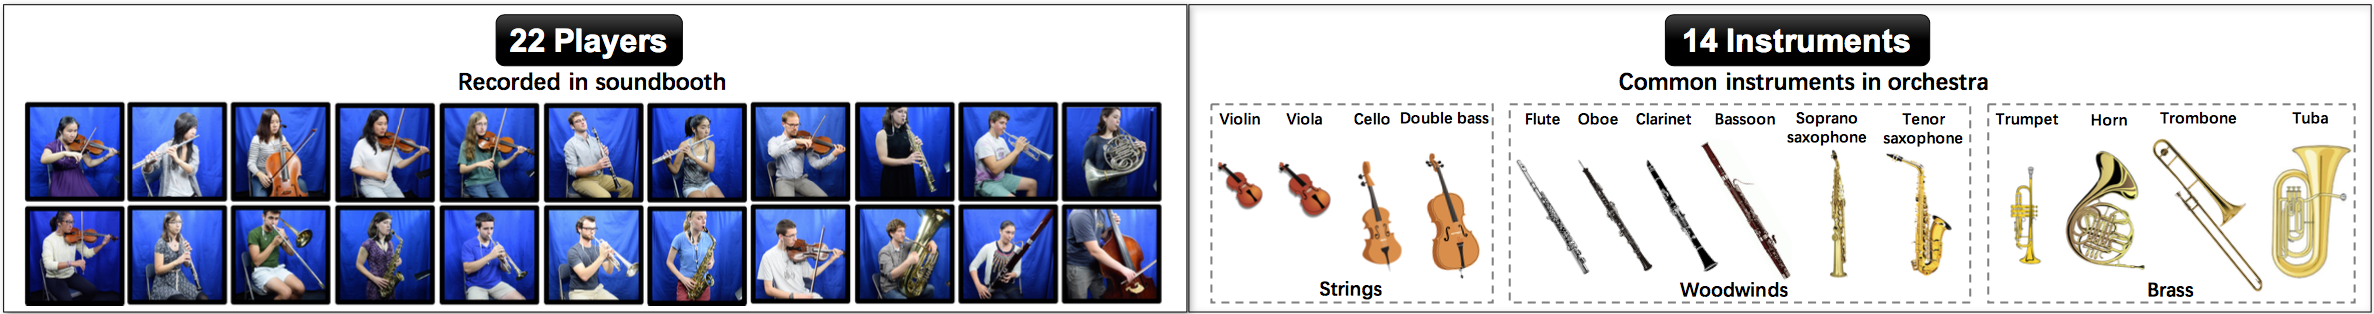 22 Players
Recorded in soundbooth
14 Instruments
Common instruments in orchestra
Violin
Viola
Cello
Double bass
Strings
Flute
Oboe
Clarinet
Bassoon
Soprano
saxophone
Tenor
saxophone
Woodwinds
Trumpet
Horn
Trombone
Tuba
Brass